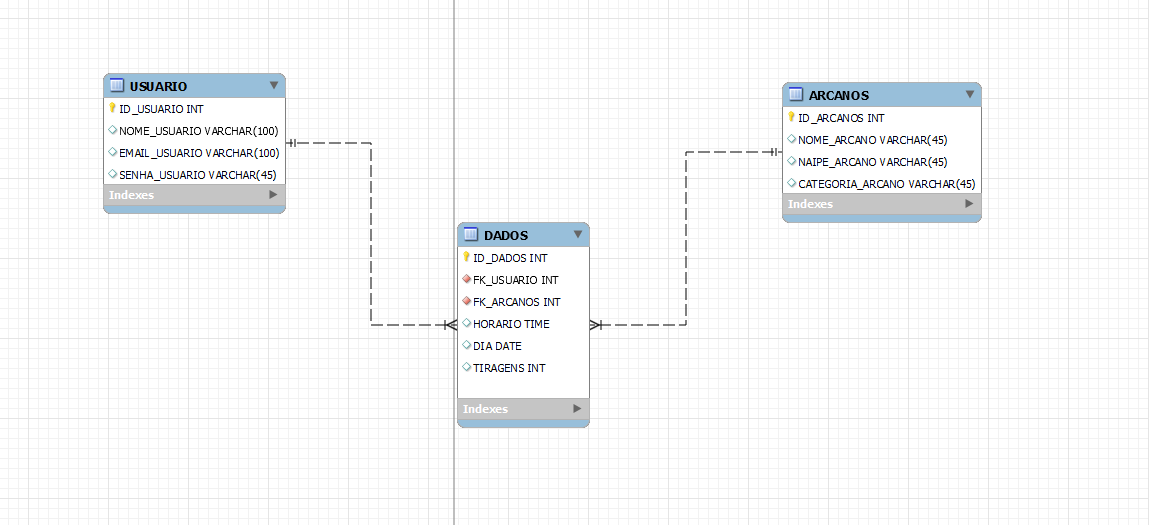 USUARIO
ID_USUARIO INT
NOME_USUARIO VARCHAR(100)
EMAIL_USUARIO VARCHAR(100)
SENHA_USUARIO VARCHAR(45)
Indexes
ARCANOS
ID_ARCANOS INT
NOME_ARCANO VARCHAR(45)
NAIPE_ARCANO VARCHAR(45)
CATEGORIA_ARCANO VARCHAR(45)
Indexes
DADOS
ID_DADOS INT
FK_USUARIO INT
FK_ARCANOS INT
HORARIO TIME
DIA DATE
TIRAGENS INT
Indexes